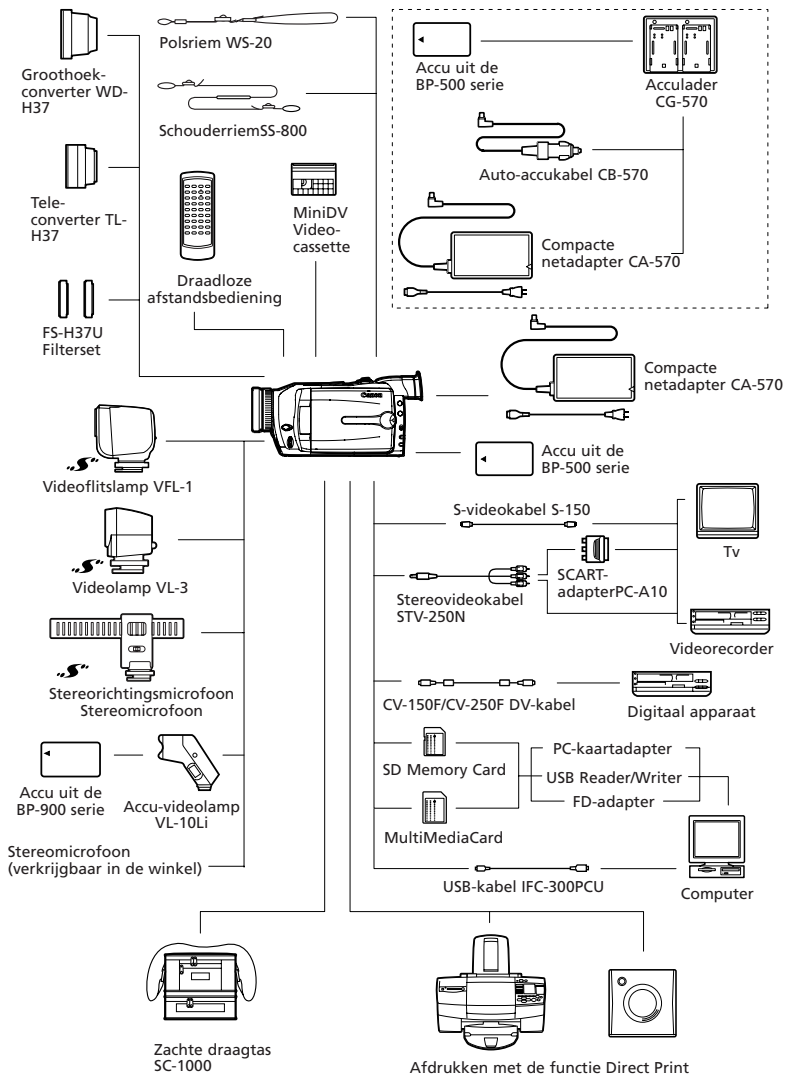 Polsriem WS-20
Groothoek-
converter WD-
H37
SchouderriemSS-800
Accu uit de
BP-500 serie
Acculader
CG-570
Auto-accukabel CB-570
Tele-
converter TL-
H37
MiniDV
Video-
cassette
Compacte
netadapter CA-570
Draadloze
afstandsbediening
FS-H37U
Filterset
Canon
Compacte
netadapter CA-570
Accu uit de
BP-500 serie
Videoflitslamp VFL-1
S-videokabel S-150
Tv
Videolamp VL-3
Stereovideokabel
STV-250N
SCART-
adapterPC-A10
Videorecorder
Stereorichtingsmicrofoon
Stereomicrofoon
CV-150F/CV-250F DV-kabel
Digitaal apparaat
Accu uit de
BP-900 serie
Accu-videolamp
VL-10Li
SD Memory Card
PC-kaartadapter
USB Reader/Writer
FD-adapter
MultiMediaCard
Stereomicrofoon
(verkrijgbaar in de winkel)
USB-kabel IFC-300PCU
Computer
Zachte draagtas
SC-1000
Afdrukken met de functie Direct Print